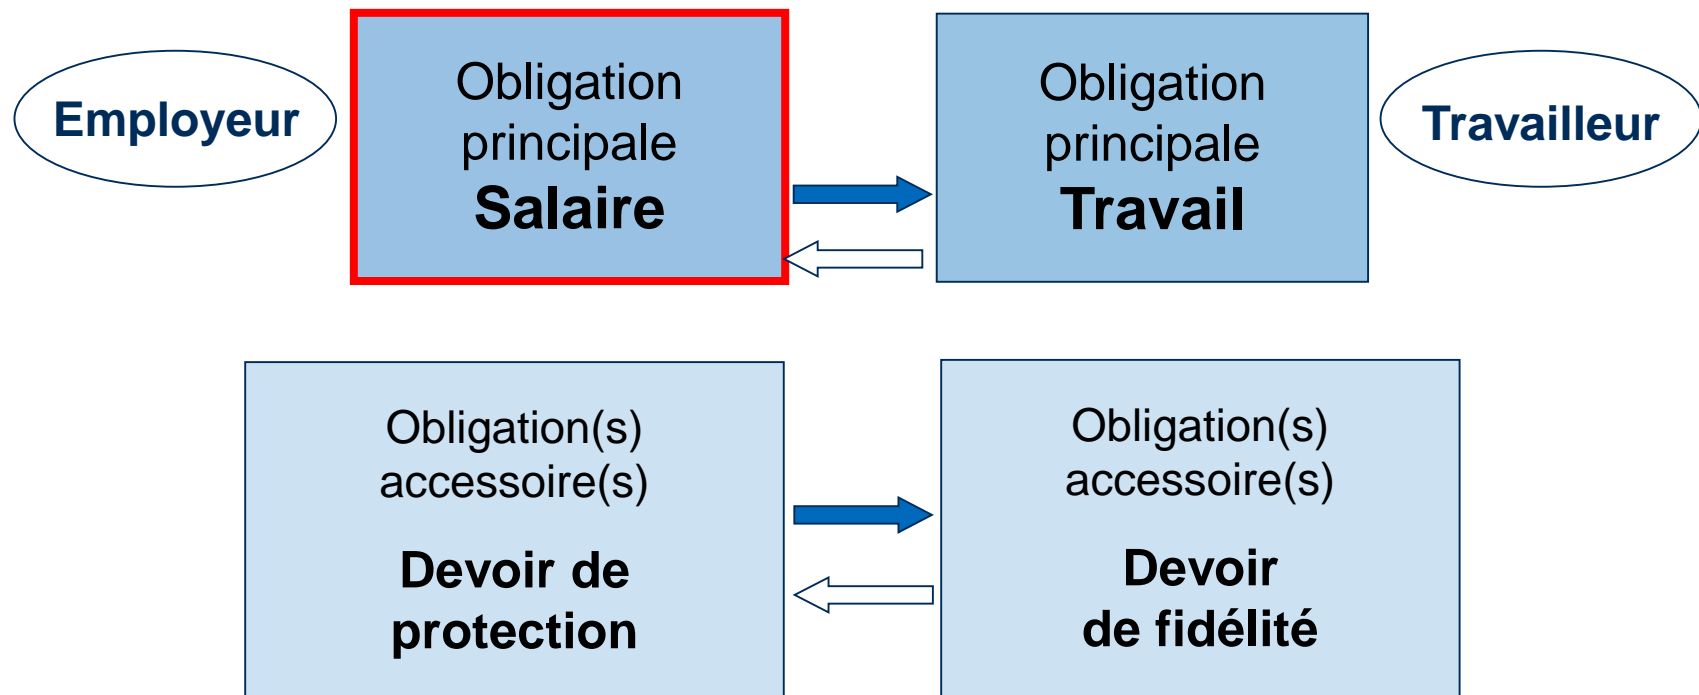 Employeur
Obligation
principale
Salaire
Obligation
principale
Travail
Travailleur
Obligation(s)
accessoire(s)
Devoir de
protection
Obligation(s)
accessoire(s)
Devoir
de fidélité